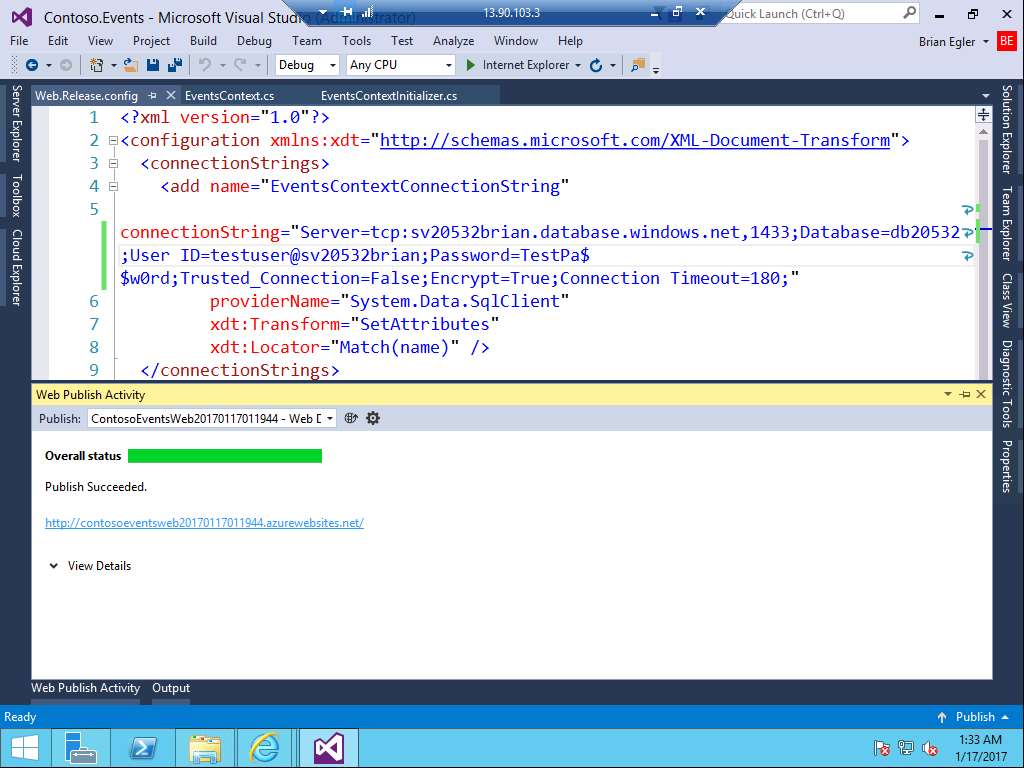 Contoso.Events - Microsoft Visual Studio (Administrator)
13.90.103.3
Quick Launch (Ctrl+Q)
File Edit View Project Build Debug Team Tools Test Analyze Window Help
Brian Egler
BE
Debug Any CPU Internet Explorer
Web.Release.config EventsContext.cs EventsContextInitializer.cs
Server Explorer
Toolbox
Cloud Explorer
1 <?xml version="1.0"?>
2 <configuration xmlns:xdt="http://schemas.microsoft.com/XML-Document-Transform">
3 <connectionStrings>
4 <add name="EventsContextConnectionString"
5
connectionString="Server=tcp:sv20532brian.database.windows.net,1433;Database=db20532
;User ID=testuser@sv20532brian;Password=TestPa$
$w0rd;Trusted_Connection=False;Encrypt=True;Connection Timeout=180;"
6 providerName="System.Data.SqlClient"
7 xdt:Transform="SetAttributes"
8 xdt:Locator="Match(name)" />
9 </connectionStrings>
Solution Explorer
Team Explorer
Class View
Diagnostic Tools
Properties
Web Publish Activity
Publish: ContosoEventsWeb20170117011944 - Web D
Overall status
Publish Succeeded.
http://contosoeventsweb20170117011944.azurewebsites.net/
View Details
Web Publish Activity Output
Ready
Publish
1:33 AM
1/17/2017